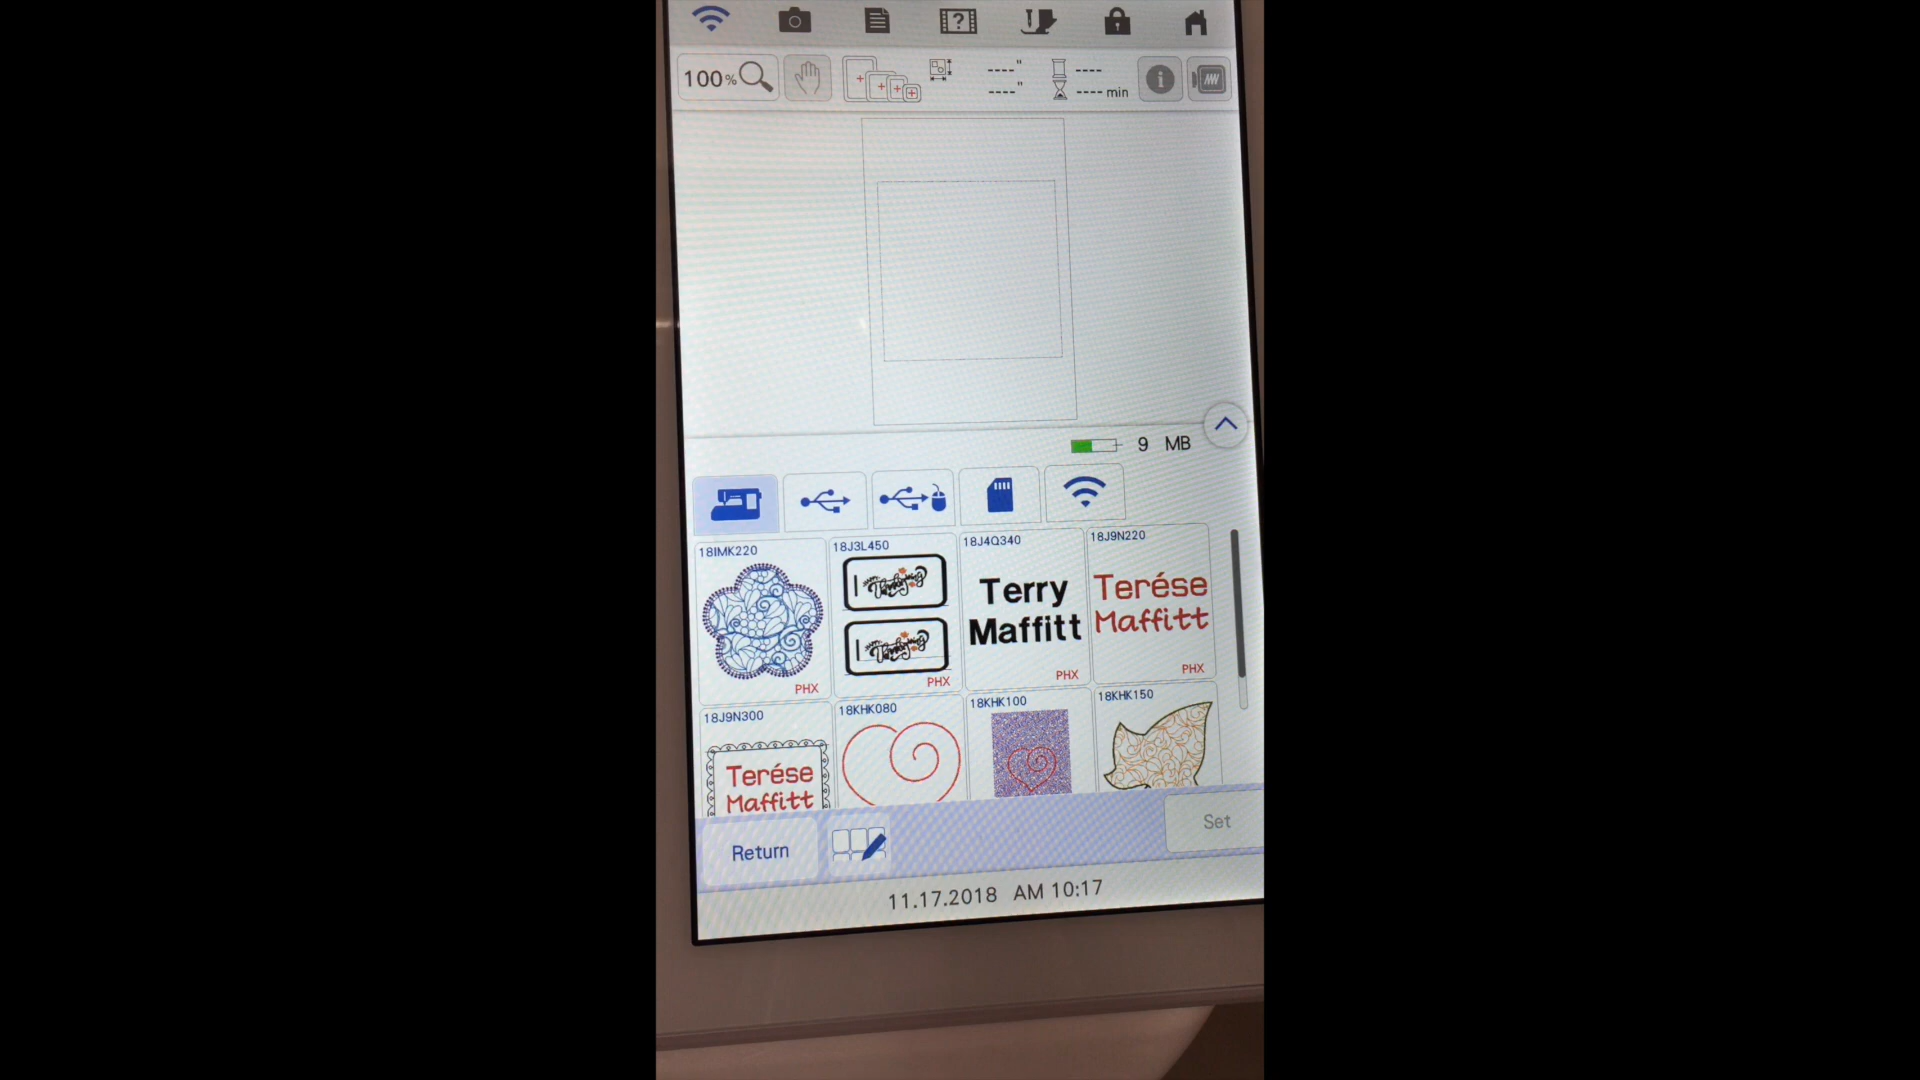 ?
100%
----"
----
----"
---- min
i
9 MB
18IMK220
18J3L450
18J4Q340
18J9N220
Terry
Maffitt
Terése
Maffitt
PHX
PHX
PHX
PHX
18J9N300
18KHK080
18KHK100
18KHK150
Terése
Maffitt
Return
Set
11.17.2018 AM 10:17